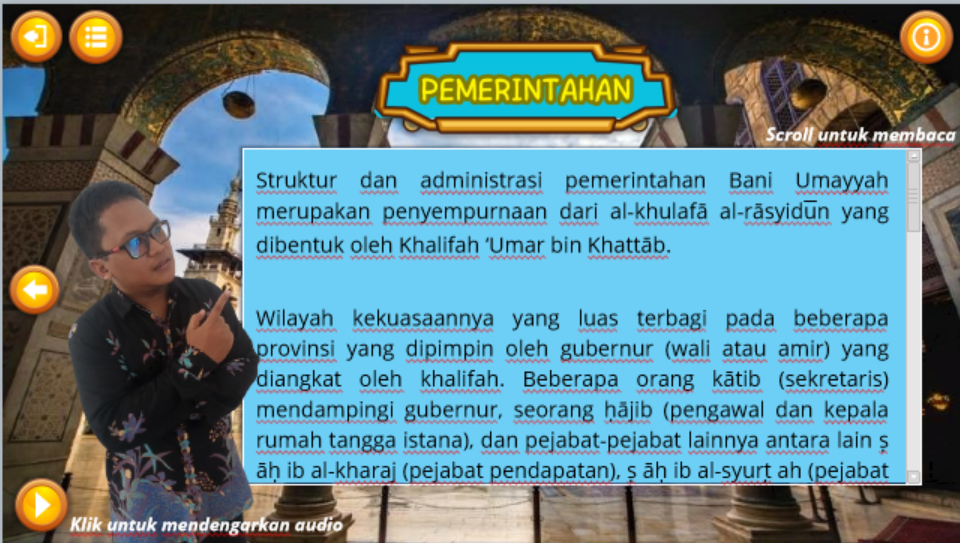 PEMERINTAHAN
Scroll untuk membaca
Struktur dan administrasi pemerintahan Bani Umayyah
merupakan penyempurnaan dari al-khulafā al-rāsyidūn yang
dibentuk oleh Khalifah ‘Umar bin Khattāb.
Wilayah kekuasaannya yang luas terbagi pada beberapa
provinsi yang dipimpin oleh gubernur (wali atau amir) yang
diangkat oleh khalifah. Beberapa orang kātib (sekretaris)
mendampingi gubernur, seorang ḥājib (pengawal dan kepala
rumah tangga istana), dan pejabat-pejabat lainnya antara lain ṣ
āḥ ib al-kharaj (pejabat pendapatan), ṣ āḥ ib al-syurṭ ah (pejabat
Klik untuk mendengarkan audio